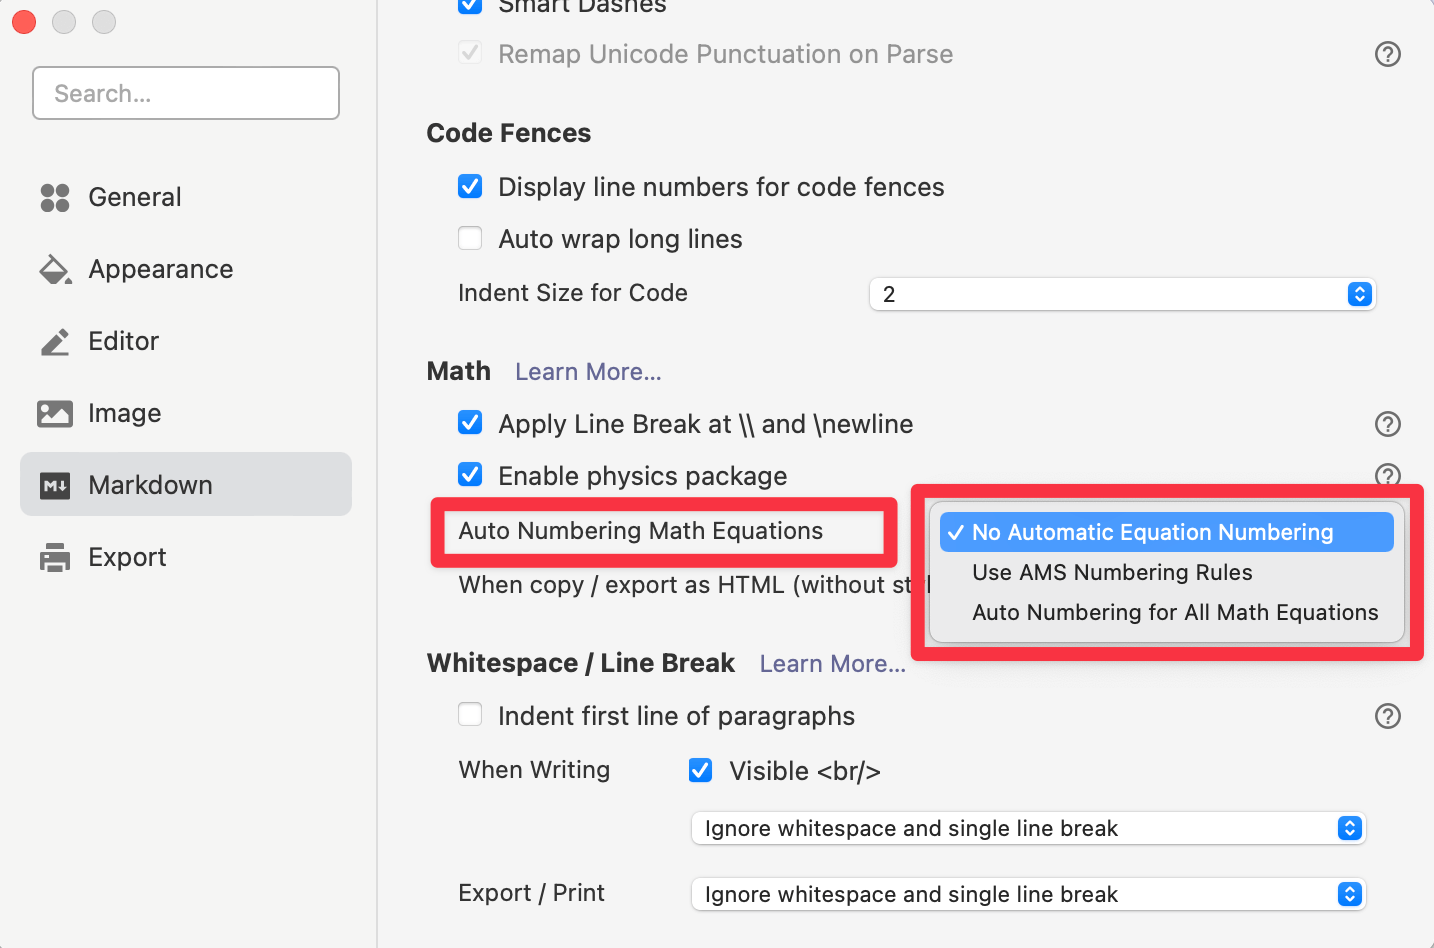 Search...
General
Appearance
Editor
Image
Markdown
Export
Smart Dashes
Remap Unicode Punctuation on Parse
Code Fences
Display line numbers for code fences
Auto wrap long lines
Indent Size for Code 2
Math Learn More...
Apply Line Break at \\ and \newline
Enable physics package
Auto Numbering Math Equations
No Automatic Equation Numbering
Use AMS Numbering Rules
Auto Numbering for All Math Equations
When copy / export as HTML (without
Whitespace / Line Break Learn More...
Indent first line of paragraphs
When Writing Visible <br/>
Ignore whitespace and single line break
Export / Print Ignore whitespace and single line break